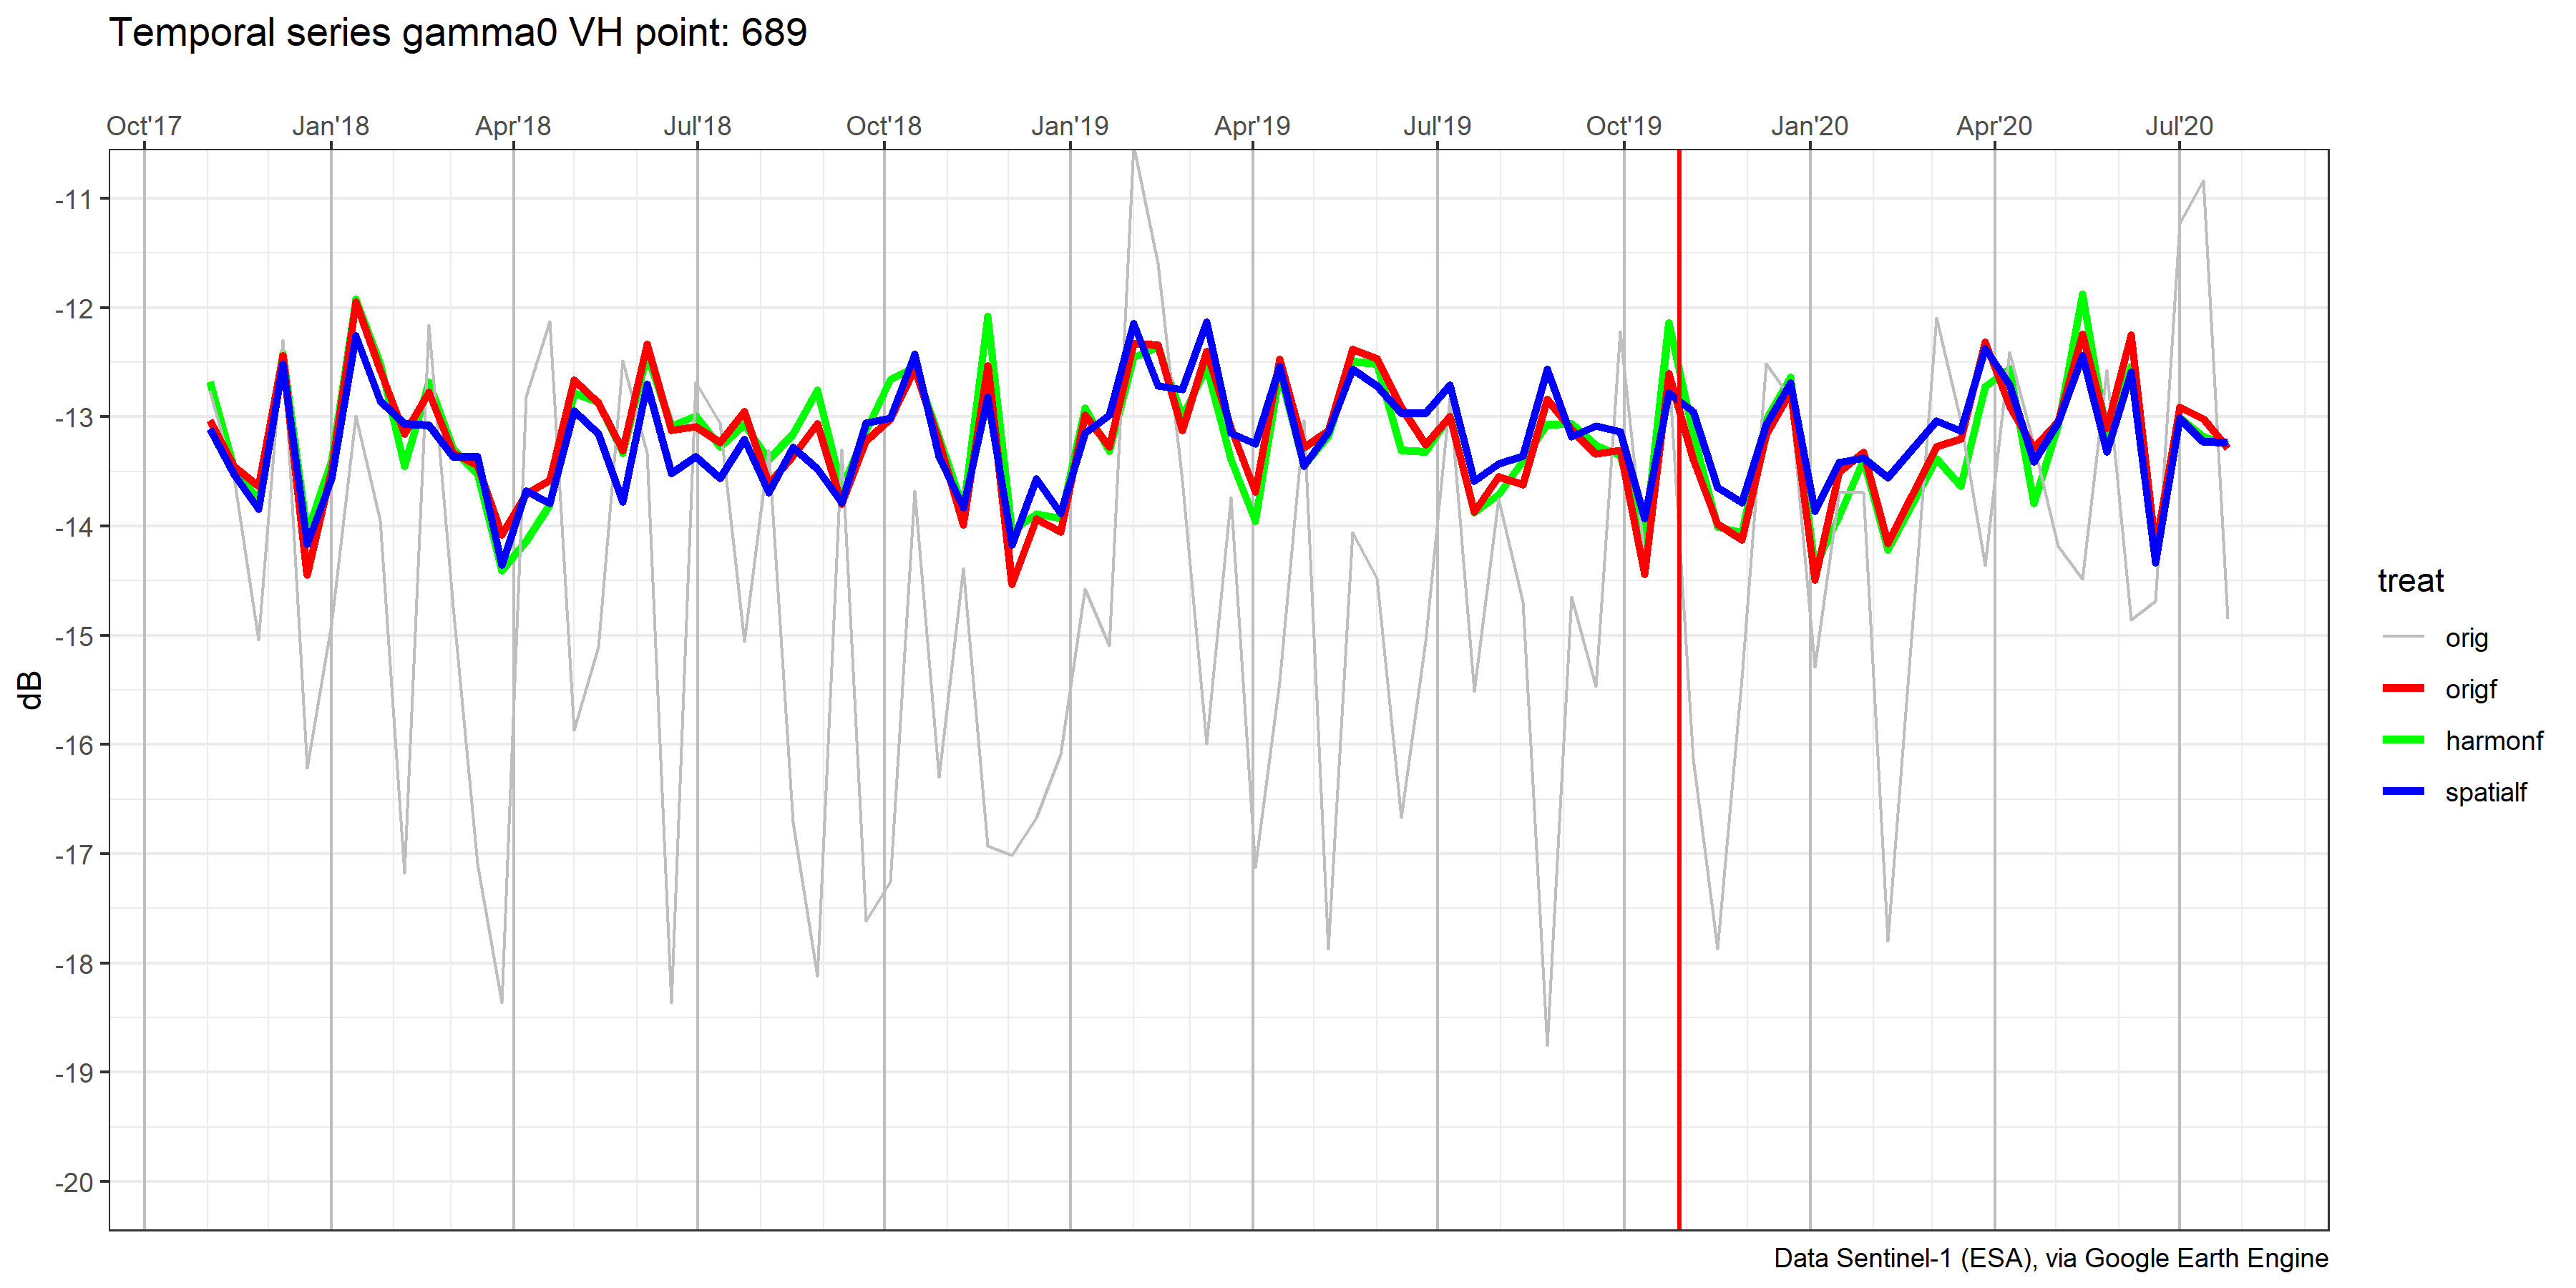 Temporal series gamma0 VH point: 689
Oct'17 Jan'18 Apr'18 Jul'18 Oct'18 Jan'19 Apr'19 Jul'19 Oct'19 Jan'20 Apr'20 Jul'20
-11
-12
-13
-14
-15
-16
-17
-18
-19
-20
dB
treat
orig
origf
harmonf
spatialf
Data Sentinel-1 (ESA), via Google Earth Engine